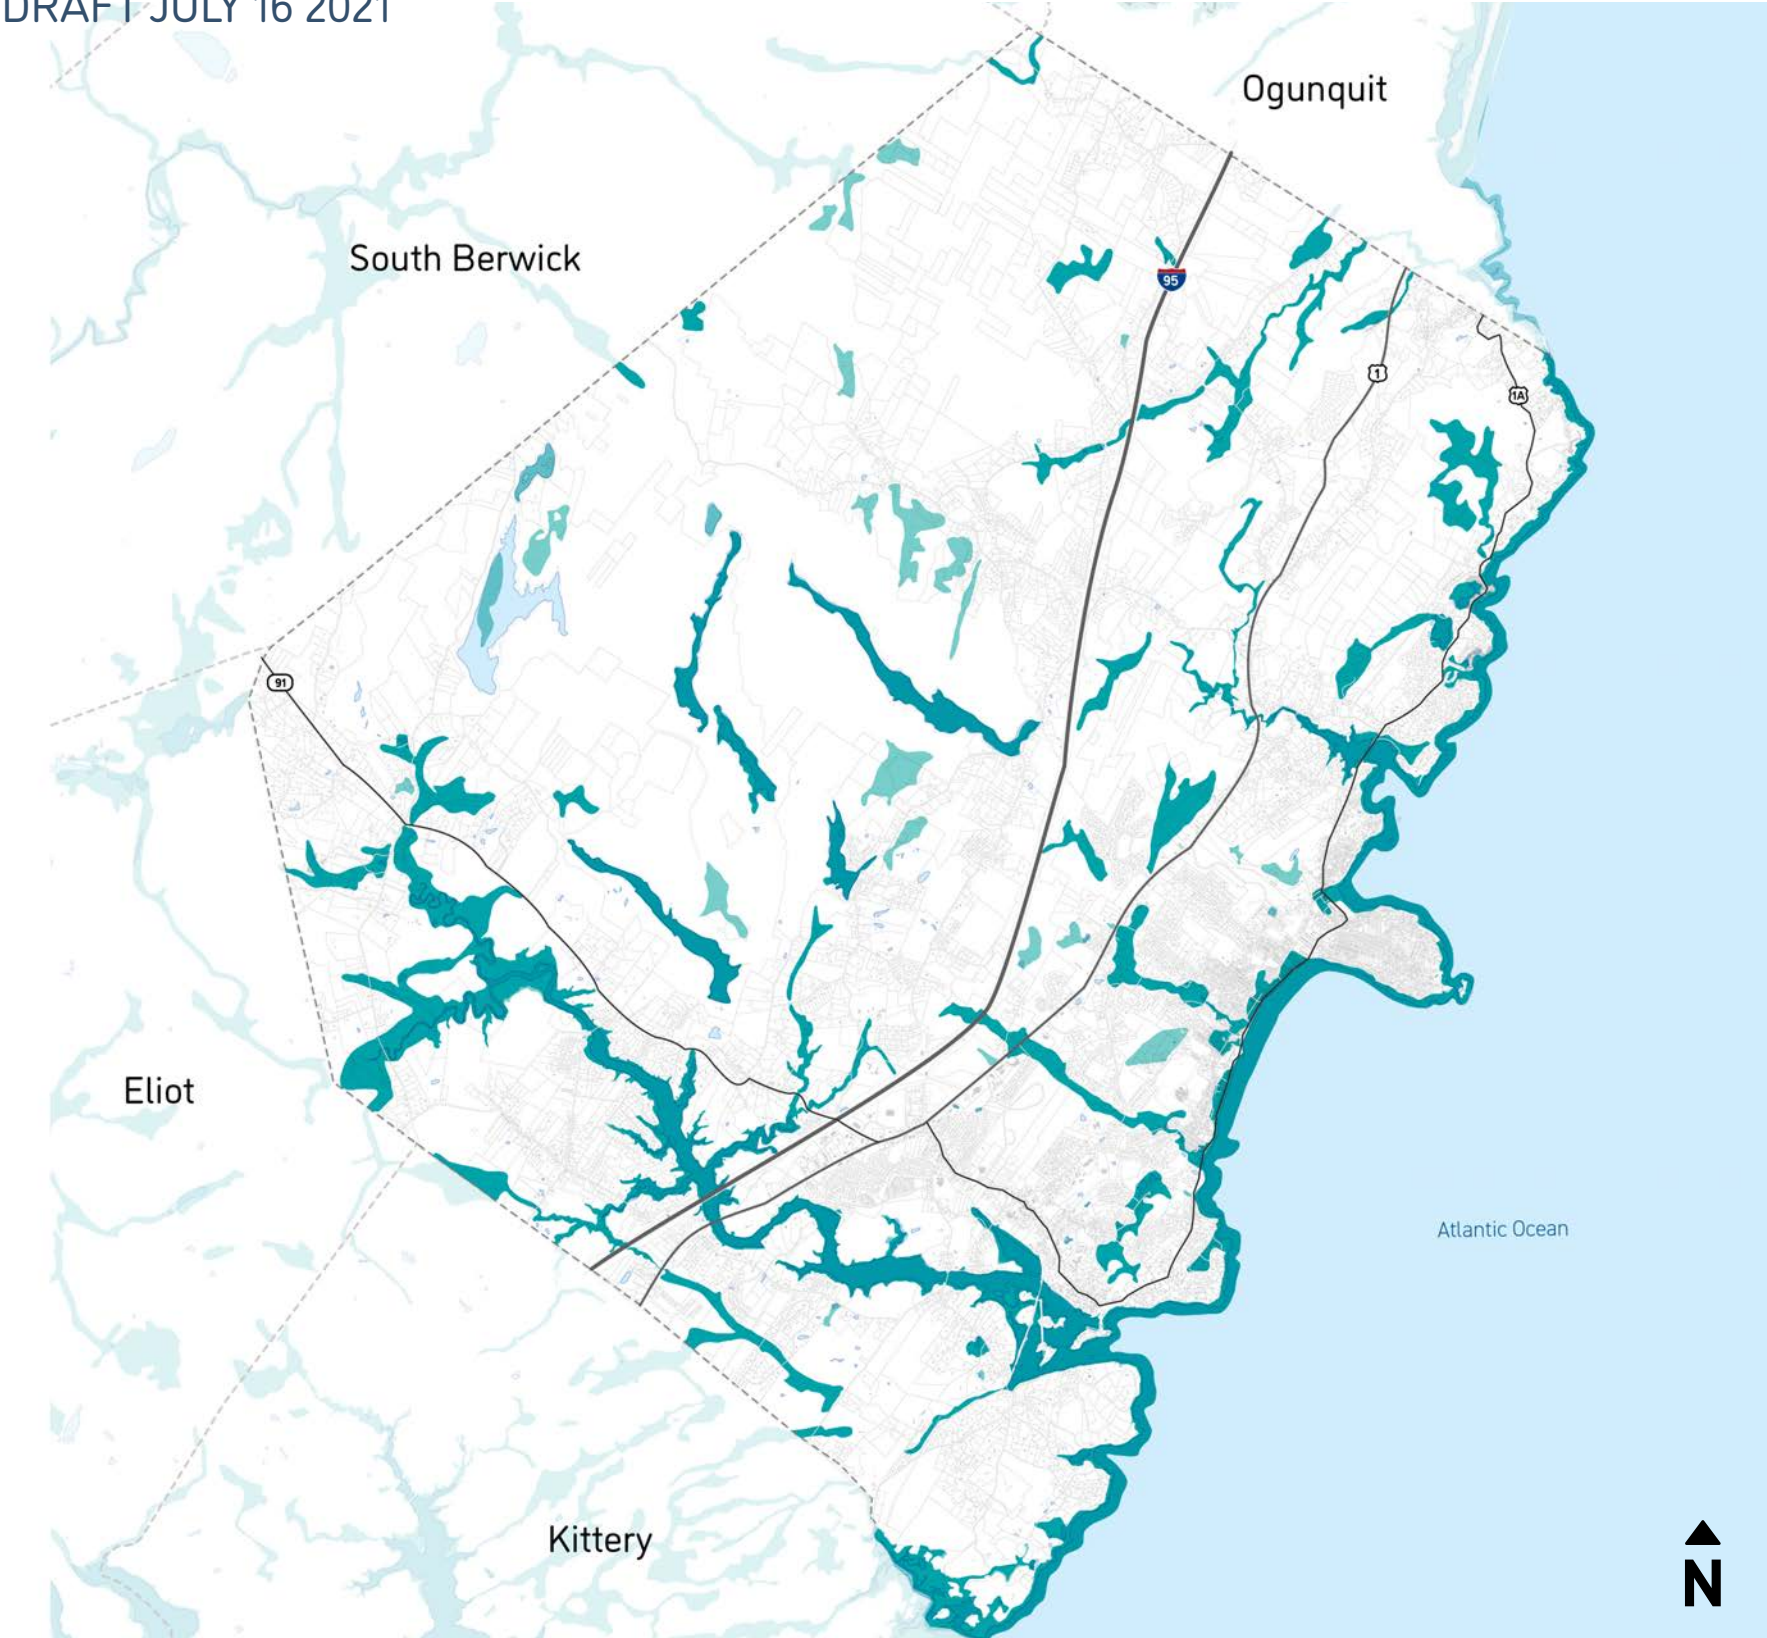 DRAFT JULY 16 2021
Ogunquit
South Berwick
95
1
1A
91
Eliot
Atlantic Ocean
Kittery
N